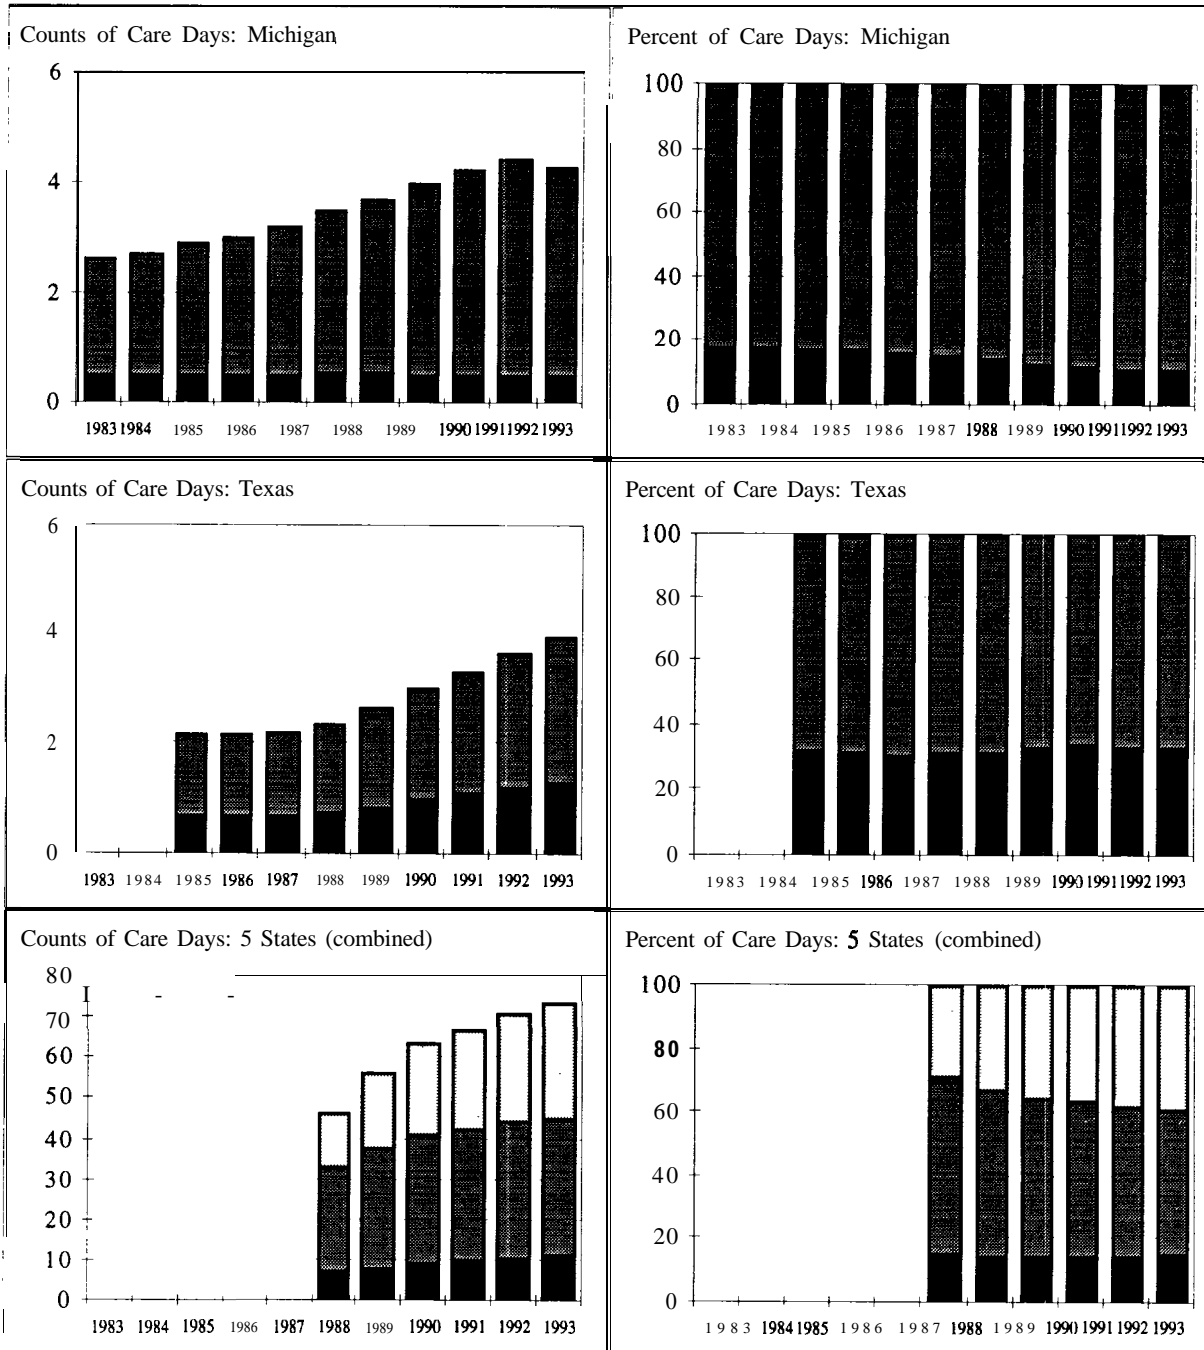 Counts of Care Days: Michigan
6
4
2
0
1983 1984 1985 1986 1987 1988 1989 1990 1991 1992 1993
Percent of Care Days: Michigan
100
80
60
40
20
0
1983 1984 1985 1986 1987 1988 1989 1990 1991 1992 1993
Counts of Care Days: Texas
6
4
2
0
1983 1984 1985 1986 1987 1988 1989 1990 1991 1992 1993
Percent of Care Days: Texas
100
80
60
40
20
0
1983 1984 1985 1986 1987 1988 1989 1990 1991 1992 1993
Counts of Care Days: 5 States (combined)
80
70
60
50
40
30
20
10
0
1983 1984 1985 1986 1987 1988 1989 1990 1991 1992 1993
Percent of Care Days: 5 States (combined)
100
80
60
40
20
0
1983 1984 1985 1986 1987 1988 1989 1990 1991 1992 1993